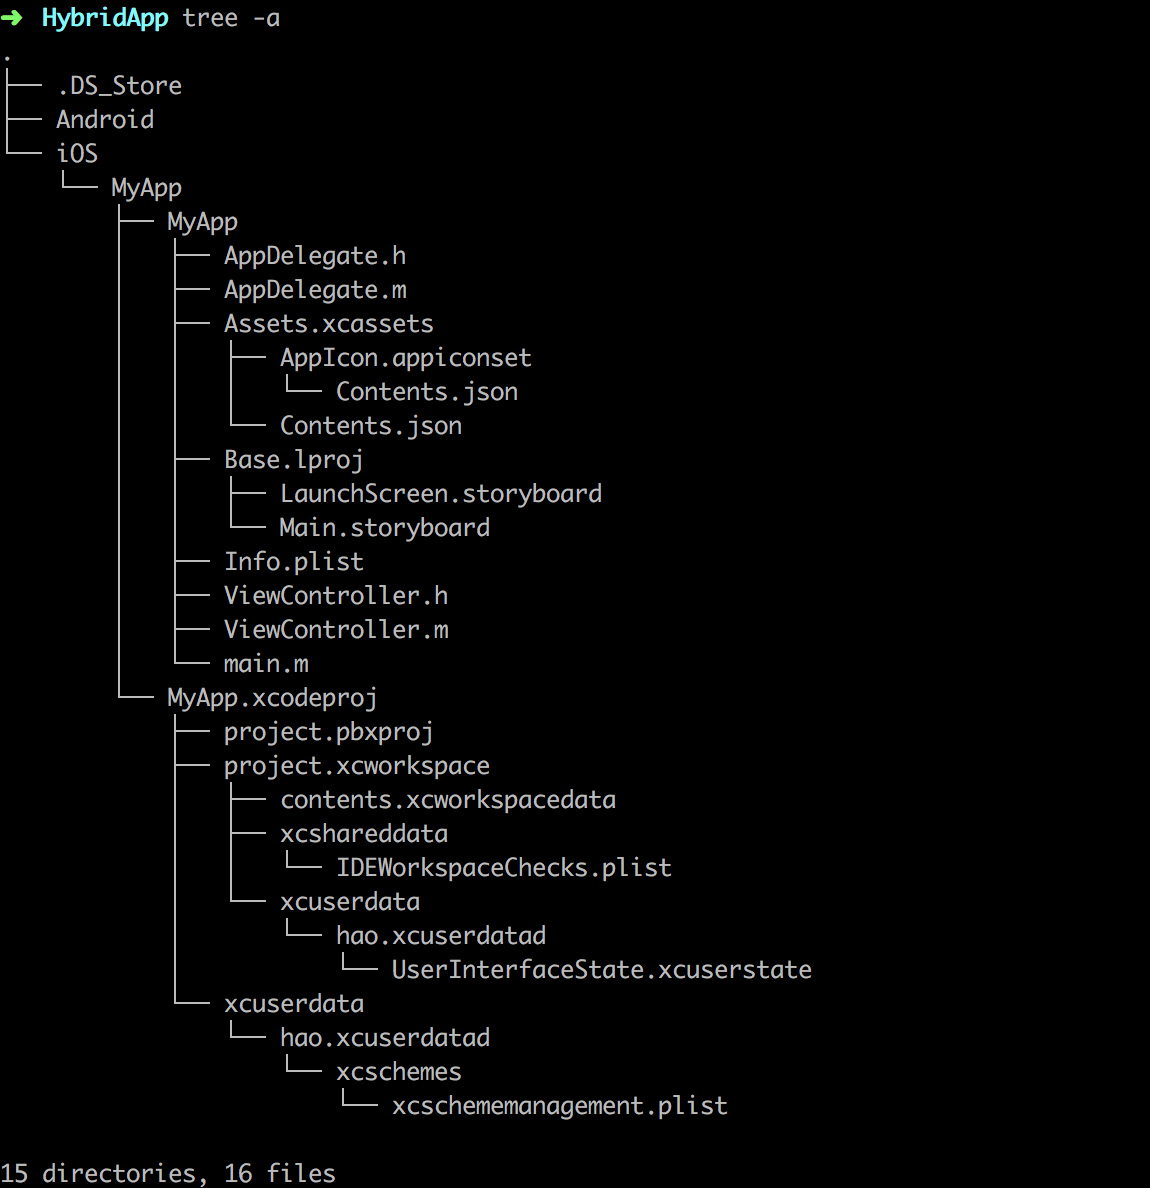 ➜ HybridApp tree -a
.
├── .DS_Store
├── Android
└── iOS
    └── MyApp
        ├── MyApp
        │   ├── AppDelegate.h
        │   ├── AppDelegate.m
        │   ├── Assets.xcassets
        │   │   ├── AppIcon.appiconset
        │   │   │   └── Contents.json
        │   │   └── Contents.json
        │   ├── Base.lproj
        │   │   ├── LaunchScreen.storyboard
        │   │   └── Main.storyboard
        │   ├── Info.plist
        │   ├── ViewController.h
        │   ├── ViewController.m
        │   └── main.m
        └── MyApp.xcodeproj
            ├── project.pbxproj
            ├── project.xcworkspace
            │   ├── contents.xcworkspacedata
            │   ├── xcshareddata
            │   │   └── IDEWorkspaceChecks.plist
            │   └── xcuserdata
            │       └── hao.xcuserdatad
            │           └── UserInterfaceState.xcuserstate
            └── xcuserdata
                └── hao.xcuserdatad
                    └── xcschemes
                        └── xcschememanagement.plist
15 directories, 16 files